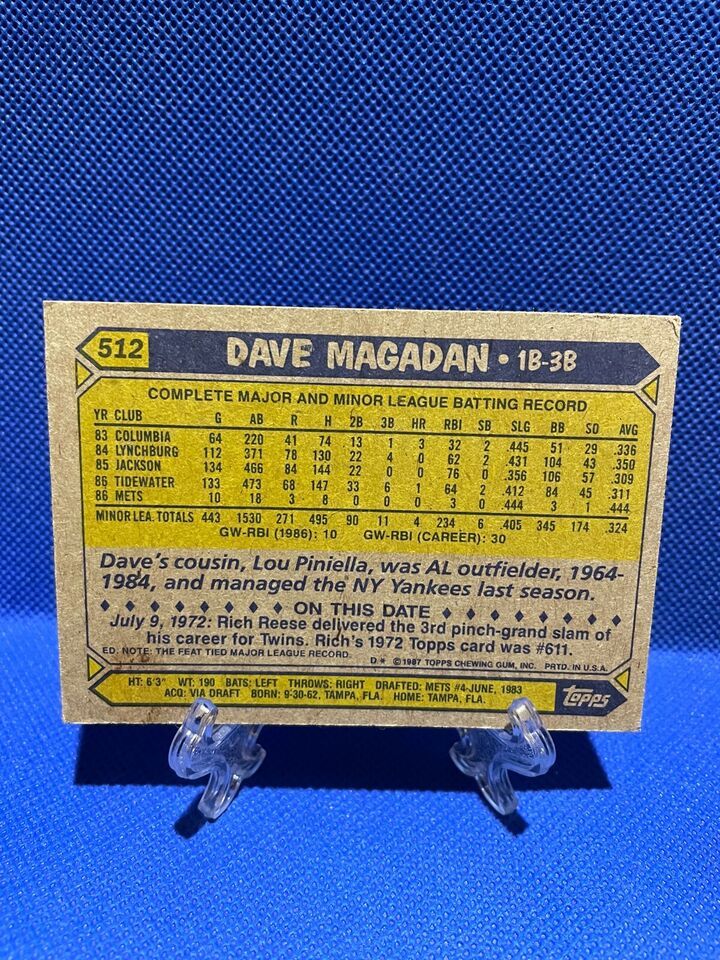 512 DAVE MAGADAN • 1B-3B
COMPLETE MAJOR AND MINOR LEAGUE BATTING RECORD
YR CLUB G AB R H 2B 3B HR RBI SB SLG BB SO AVG
83 COLUMBIA 64 220 41 74 13 1 3 32 2 .445 51 29 .336
84 LYNCHBURG 112 371 78 130 22 4 0 62 2 .431 104 43 .350
85 JACKSON 134 466 84 144 22 0 0 76 0 .356 106 57 .309
86 TIDEWATER 133 473 68 147 33 6 1 64 2 .412 84 45 .311
86 METS 10 18 3 8 0 0 0 3 0 .444 3 1 .444
MINOR LEA. TOTALS 443 1530 271 495 90 11 4 234 6 .405 345 174 .324
GW-RBI (1986): 10 GW-RBI (CAREER): 30
Dave's cousin, Lou Piniella, was AL outfielder, 1964-
1984, and managed the NY Yankees last season.
♦ ♦ ♦ ♦ ♦ ♦ ♦ ♦ ON THIS DATE ♦ ♦ ♦ ♦ ♦ ♦ ♦ ♦
July 9, 1972: Rich Reese delivered the 3rd pinch-grand slam of
his career for Twins. Rich's 1972 Topps card was #611.
ED. NOTE: THE FEAT TIED MAJOR LEAGUE RECORD.
D* © 1987 TOPPS CHEWING GUM, INC. PRTD. IN U.S.A.
HT: 6'3" WT: 190 BATS: LEFT THROWS: RIGHT DRAFTED: METS #4-JUNE, 1983
ACQ: VIA DRAFT BORN: 9-30-62, TAMPA, FLA. HOME: TAMPA, FLA.
topps